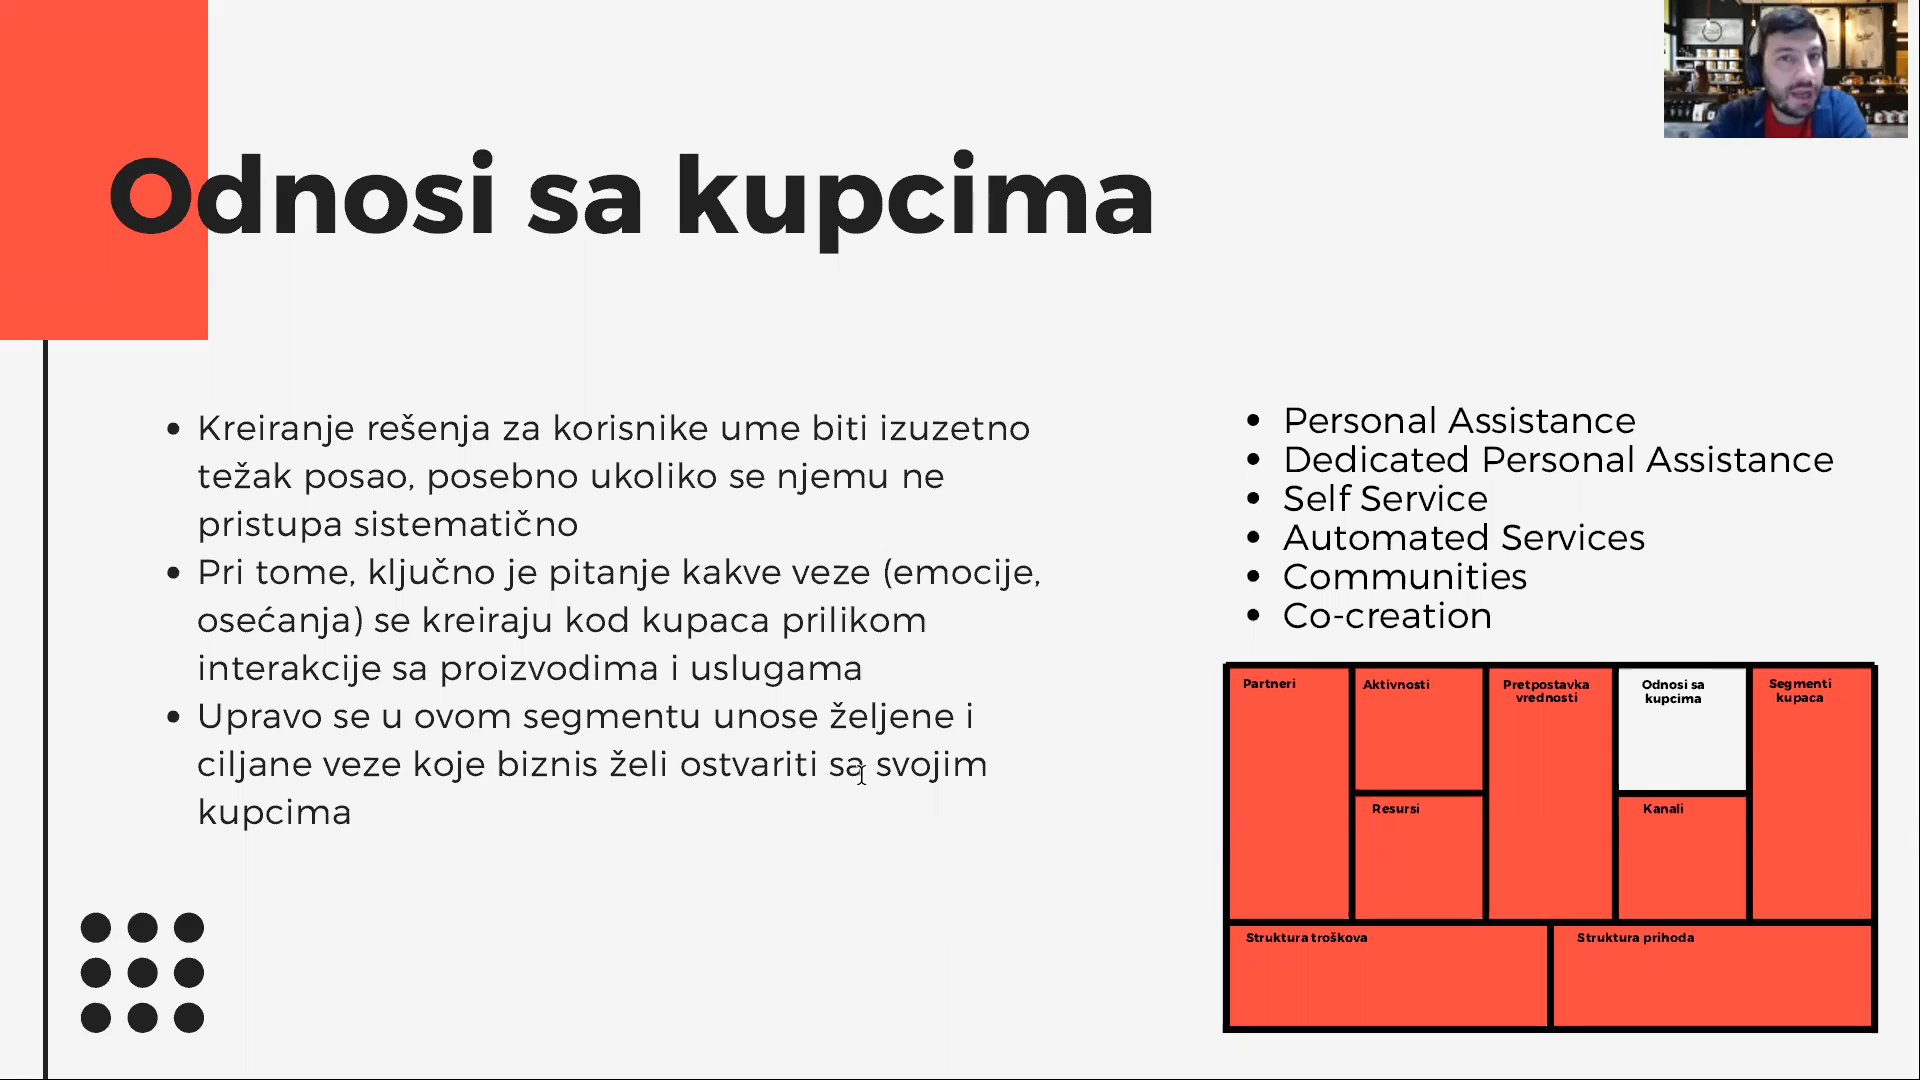 Odnosi sa kupcima
Kreiranje rešenja za korisnike ume biti izuzetno
težak posao, posebno ukoliko se njemu ne
pristupa sistematično
Pri tome, ključno je pitanje kakve veze (emocije,
osećanja) se kreiraju kod kupaca prilikom
interakcije sa proizvodima i uslugama
Upravo se u ovom segmentu unose željene i
ciljane veze koje biznis želi ostvariti sa svojim
kupcima
Personal Assistance
Dedicated Personal Assistance
Self Service
Automated Services
Communities
Co-creation
Partneri
Aktivnosti
Pretpostavka
vrednosti
Odnosi sa
kupcima
Segmenti
kupaca
Resursi
Kanali
Struktura troškova
Struktura prihoda